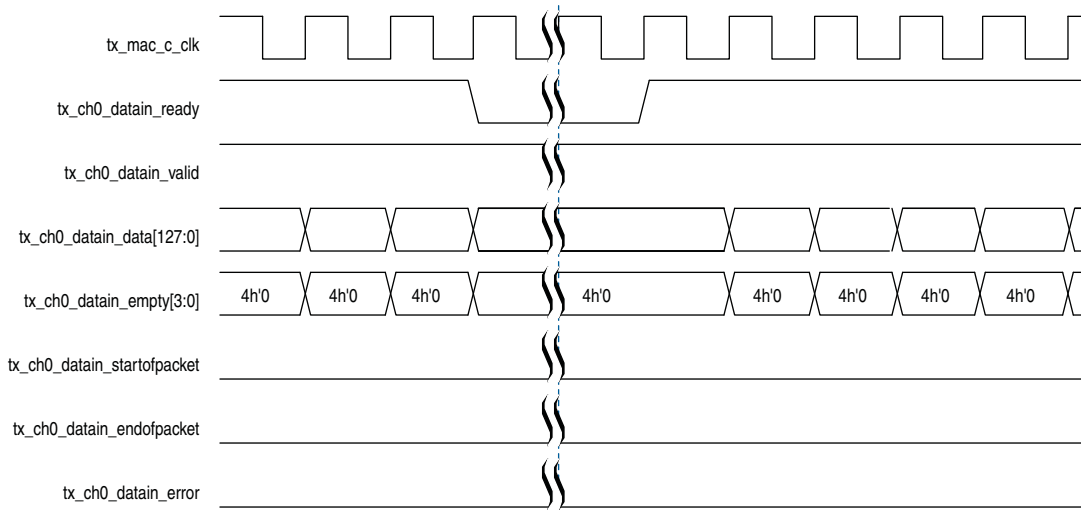 tx_mac_c_clk
tx_ch0_datain_ready
tx_ch0_datain_valid
tx_ch0_datain_data[127:0]
tx_ch0_datain_empty[3:0] 4h'0 4h'0 4h'0 4h'0 4h'0 4h'0 4h'0 4h'0
tx_ch0_datain_startofpacket
tx_ch0_datain_endofpacket
tx_ch0_datain_error